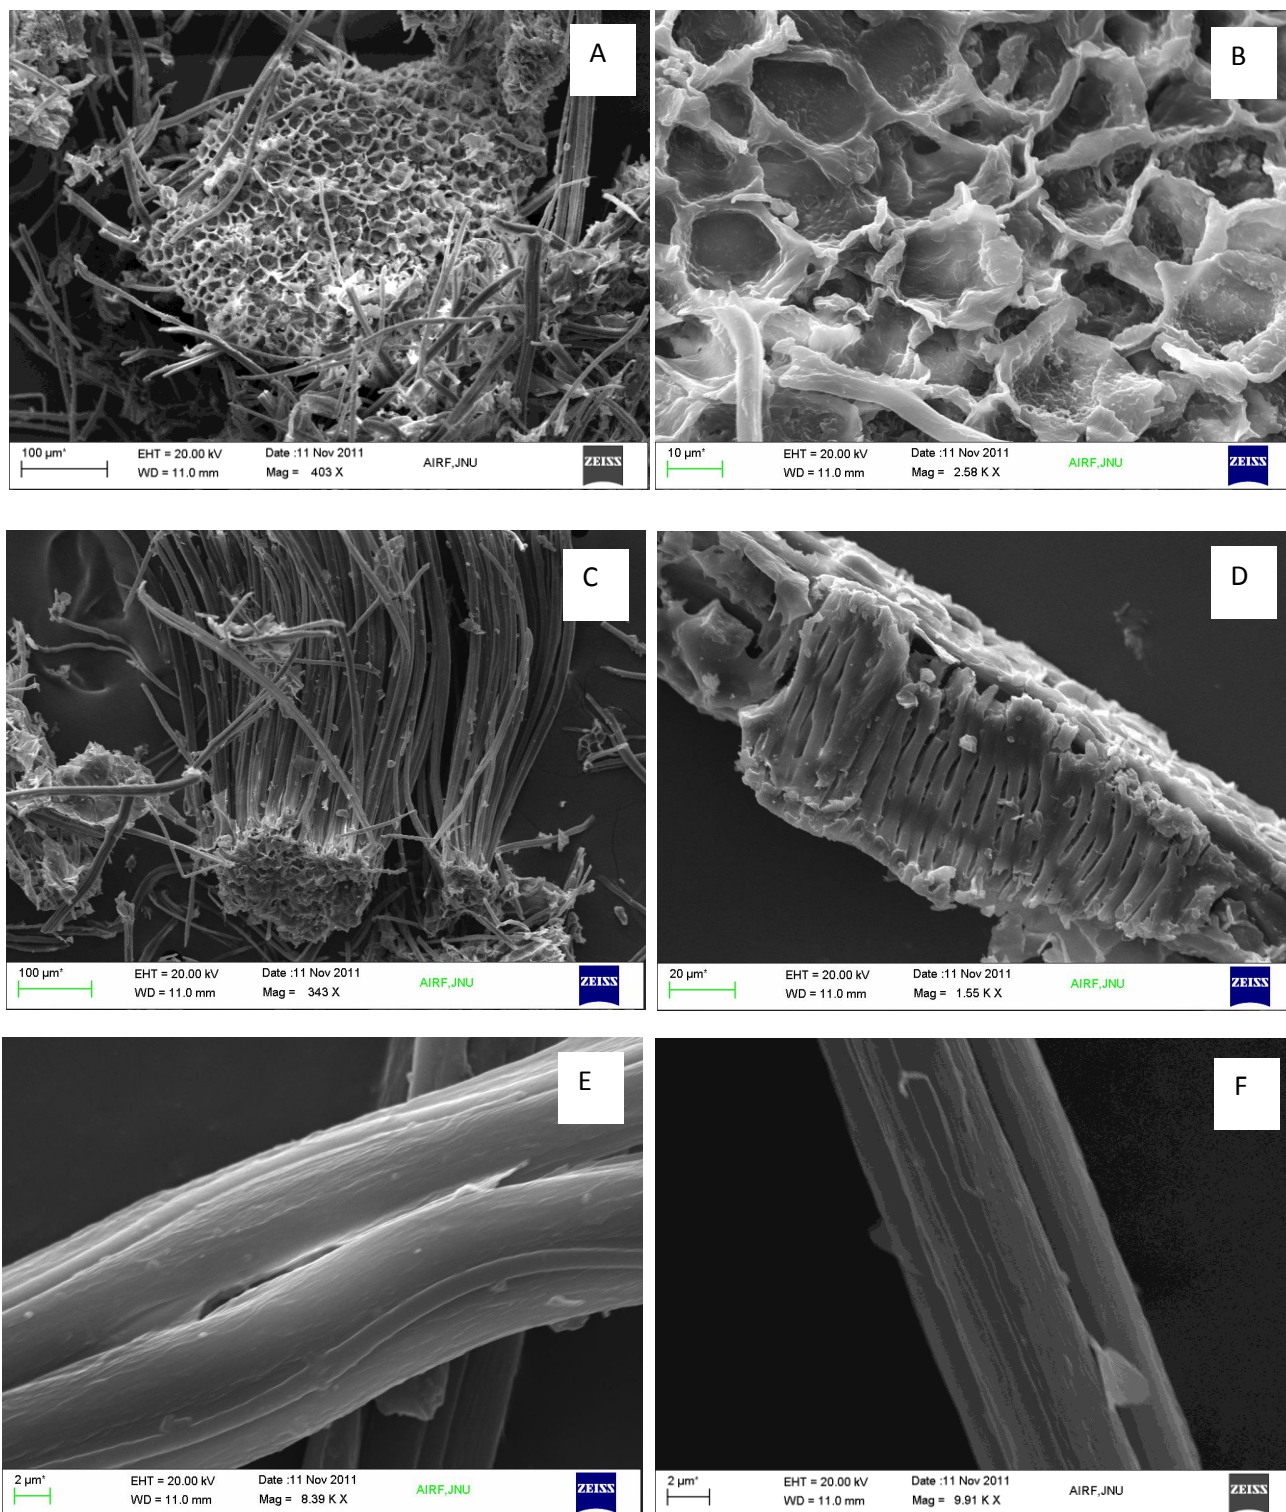 A
B
100 µm*
EHT = 20.00 kV
WD = 11.0 mm
Date :11 Nov 2011
Mag = 403 X
AIRF,JNU
ZEISS
10 µm*
EHT = 20.00 kV
WD = 11.0 mm
Date :11 Nov 2011
Mag = 2.58 K X
AIRF,JNU
ZEISS
C
D
100 µm*
EHT = 20.00 kV
WD = 11.0 mm
Date :11 Nov 2011
Mag = 343 X
AIRF,JNU
ZEISS
20 µm*
EHT = 20.00 kV
WD = 11.0 mm
Date :11 Nov 2011
Mag = 1.55 K X
AIRF,JNU
ZEISS
E
F
2 µm*
EHT = 20.00 kV
WD = 11.0 mm
Date :11 Nov 2011
Mag = 8.39 K X
AIRF,JNU
ZEISS
2 µm*
EHT = 20.00 kV
WD = 11.0 mm
Date :11 Nov 2011
Mag = 9.91 K X
AIRF,JNU
ZEISS